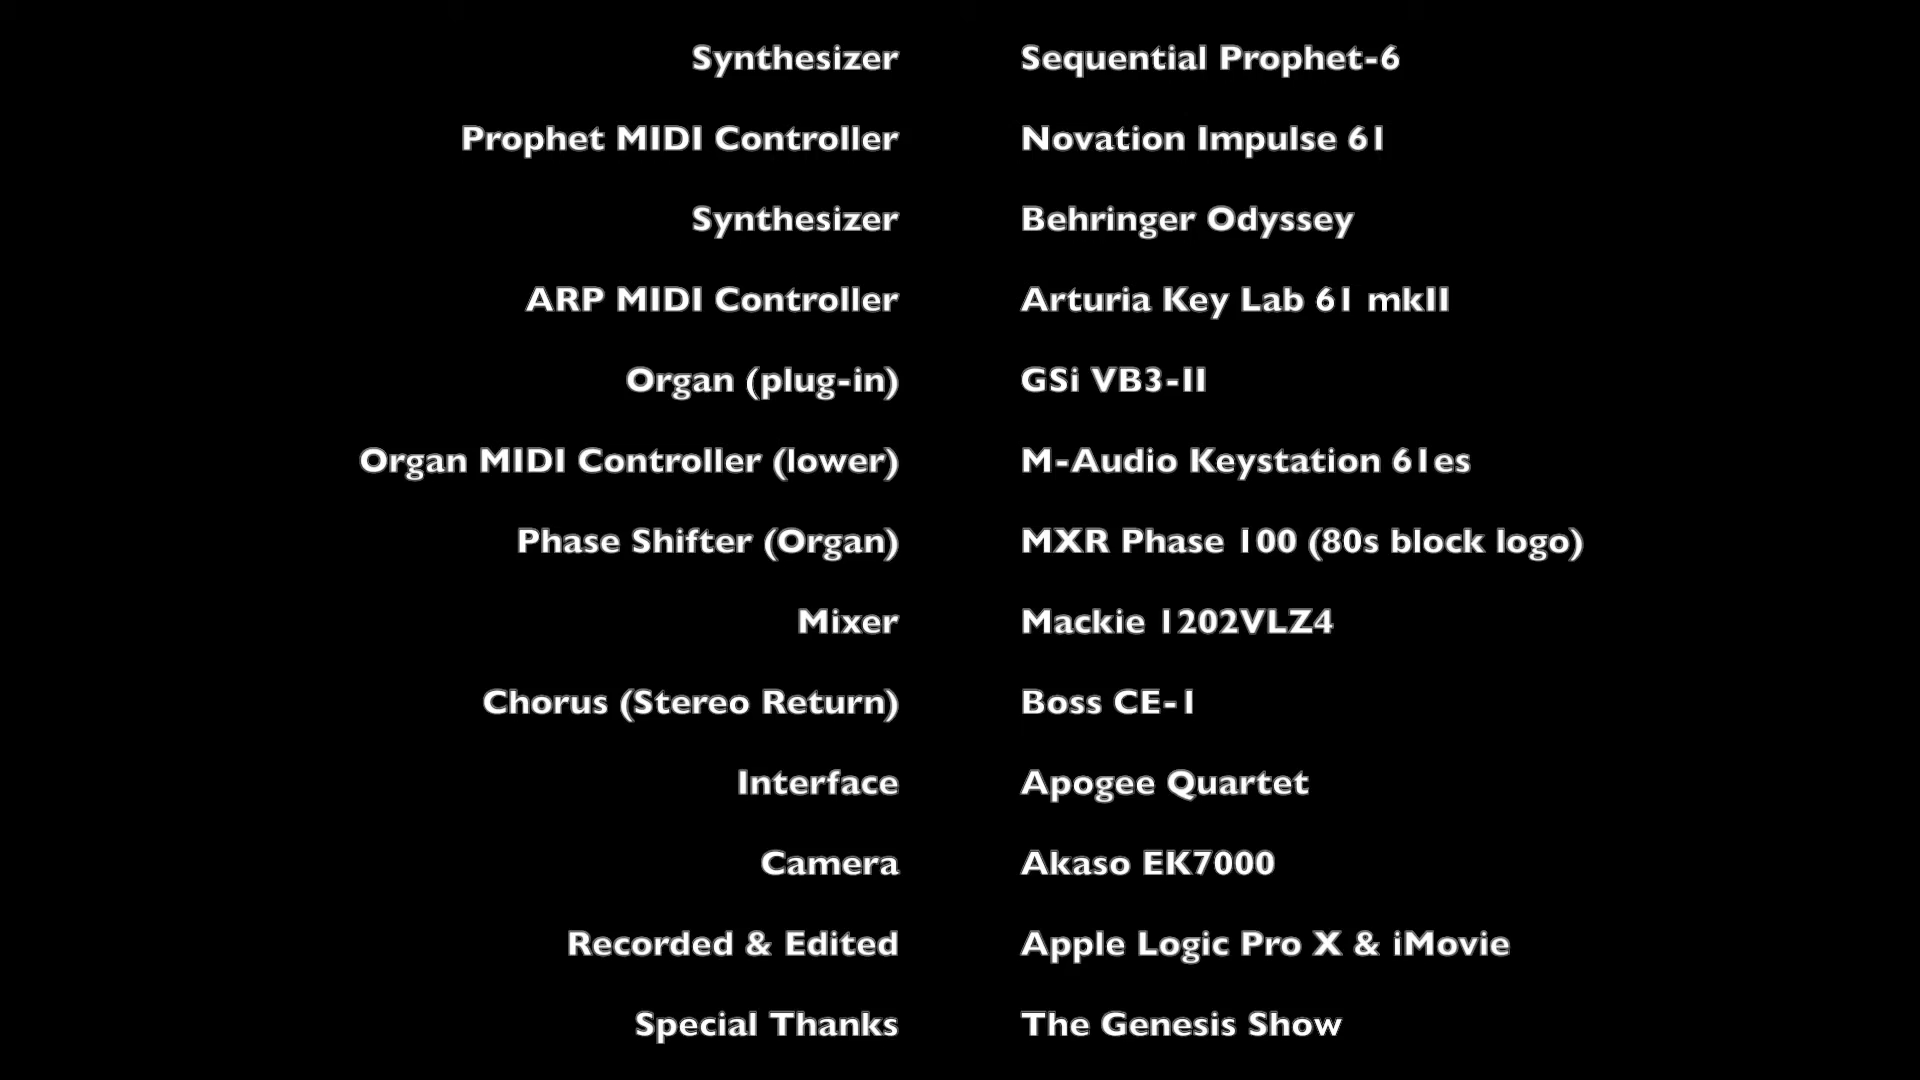 Synthesizer Sequential Prophet-6
Prophet MIDI Controller Novation Impulse 61
Synthesizer Behringer Odyssey
ARP MIDI Controller Arturia Key Lab 61 mkII
Organ (plug-in) GSi VB3-II
Organ MIDI Controller (lower) M-Audio Keystation 61es
Phase Shifter (Organ) MXR Phase 100 (80s block logo)
Mixer Mackie 1202VLZ4
Chorus (Stereo Return) Boss CE-1
Interface Apogee Quartet
Camera Akaso EK7000
Recorded & Edited Apple Logic Pro X & iMovie
Special Thanks The Genesis Show